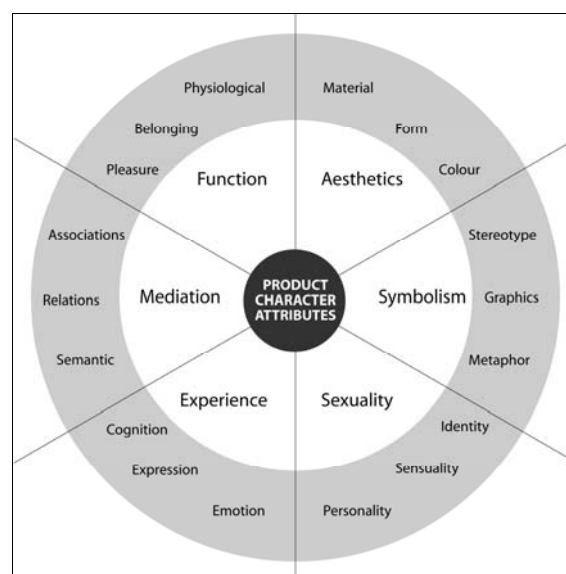 Physiological
Material
Belonging
Form
Pleasure
Colour
Function
Aesthetics
Associations
Stereotype
Relations
Mediation
PRODUCT
CHARACTER
ATTRIBUTES
Symbolism
Graphics
Semantic
Metaphor
Experience
Sexuality
Cognition
Identity
Expression
Sensuality
Emotion
Personality